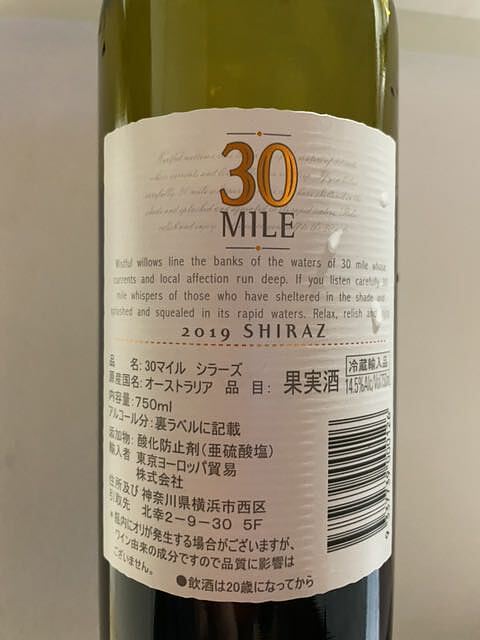 30
MILE
Wistful willows line the banks of the waters of 30 mile whose
currents and local affection run deep. If you listen carefully 30
mile whispers of those who have sheltered in the shade and
splashed and squealed in its rapid waters. Relax, relish and enjoy
2019 SHIRAZ
品　名：30マイル シラーズ
原産国名：オーストラリア 品 目： 果実酒
冷蔵輸入品
14.5%Alc/Vol 750ml
内容量：750ml
アルコール分：裏ラベルに記載
添加物：酸化防止剤（亜硫酸塩）
輸入者 東京ヨーロッパ貿易
株式会社
住所及び 神奈川県横浜市西区
引取先 北幸2－9－30 5F
＊瓶内にオリが発生する場合がございますが、
ワイン由来の成分ですので品質に影響は
ございません。
●飲酒は20歳になってから